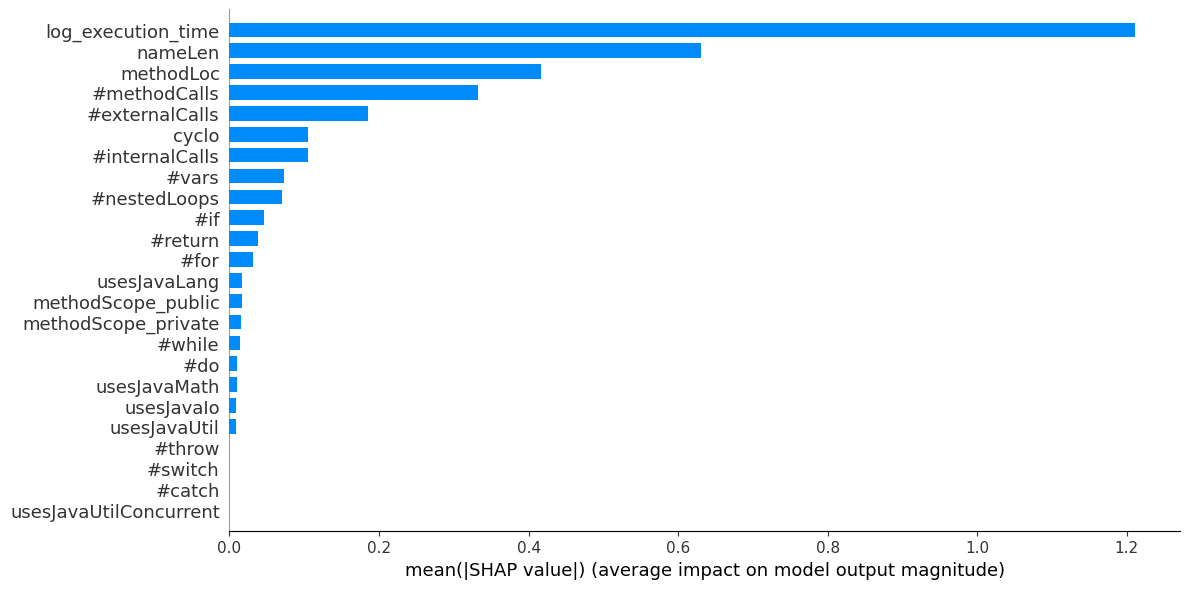 log_execution_time
nameLen
methodLoc
#methodCalls
#externalCalls
cyclo
#internalCalls
#vars
#nestedLoops
#if
#return
#for
usesJavaLang
methodScope_public
methodScope_private
#while
#do
usesJavaMath
usesJavaIo
usesJavaUtil
#throw
#switch
#catch
usesJavaUtilConcurrent
0.0 0.2 0.4 0.6 0.8 1.0 1.2
mean(|SHAP value|) (average impact on model output magnitude)